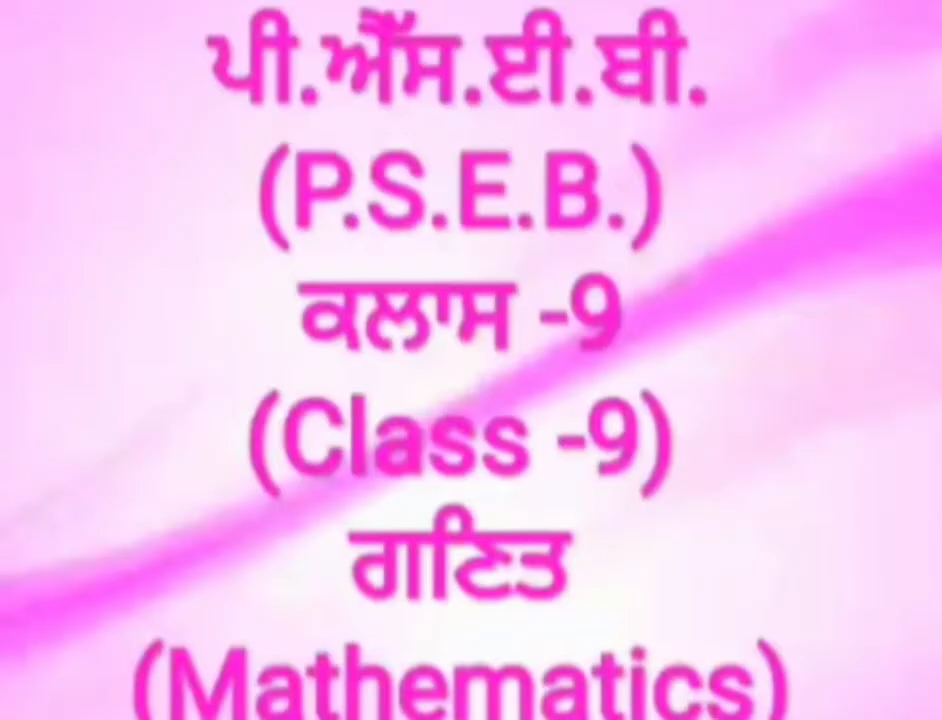 ਪੀ.ਐੱਸ.ਈ.ਬੀ.
(P.S.E.B.)
ਕਲਾਸ -9
(Class -9)
ਗਣਿਤ
(Mathematics)